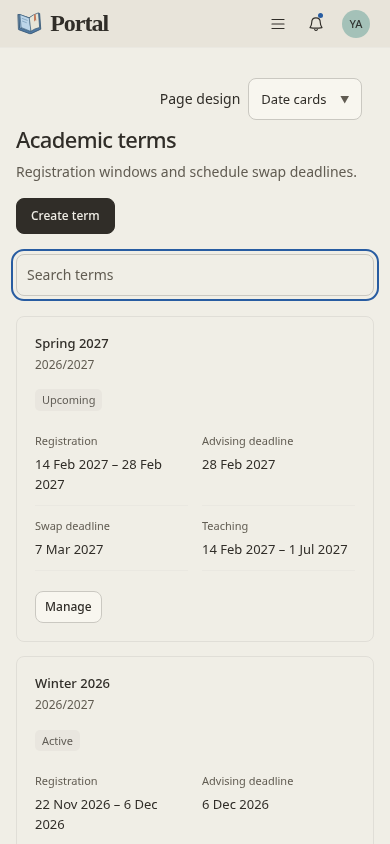 Portal
YA
Page design
Date cards
Academic terms
Registration windows and schedule swap deadlines.
Create term
Search terms
Spring 2027
2026/2027
Upcoming
Registration
Advising deadline
14 Feb 2027 – 28 Feb 2027
28 Feb 2027
Swap deadline
Teaching
7 Mar 2027
14 Feb 2027 – 1 Jul 2027
Manage
Winter 2026
2026/2027
Active
Registration
Advising deadline
22 Nov 2026 – 6 Dec 2026
6 Dec 2026